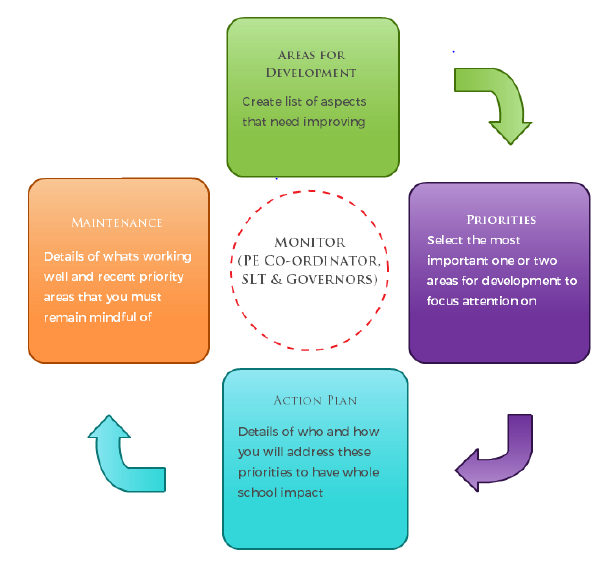 Areas for
Development
Create list of aspects
that need improving
Priorities
Select the most
important one or two
areas for development to
focus attention on
Action Plan
Details of who and how
you will address these
priorities to have whole
school impact
Maintenance
Details of whats working
well and recent priority
areas that you must
remain mindful of
Monitor
(PE Co-ordinator,
SLT & Governors)